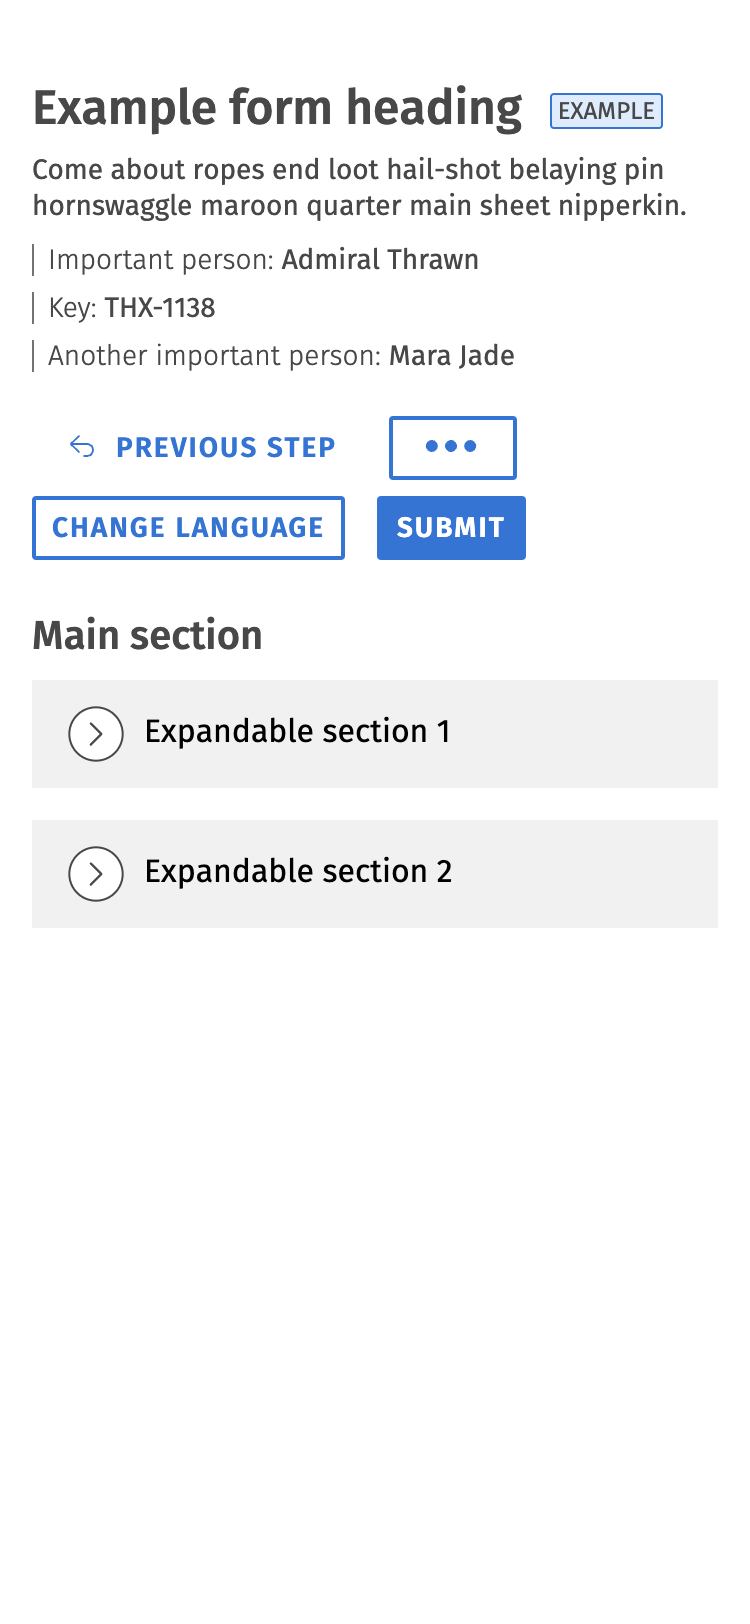 Example form heading EXAMPLE
Come about ropes end loot hail-shot belaying pin
hornswaggle maroon quarter main sheet nipperkin.
Important person: Admiral Thrawn
Key: THX-1138
Another important person: Mara Jade
PREVIOUS STEP
CHANGE LANGUAGE SUBMIT
Main section
Expandable section 1
Expandable section 2